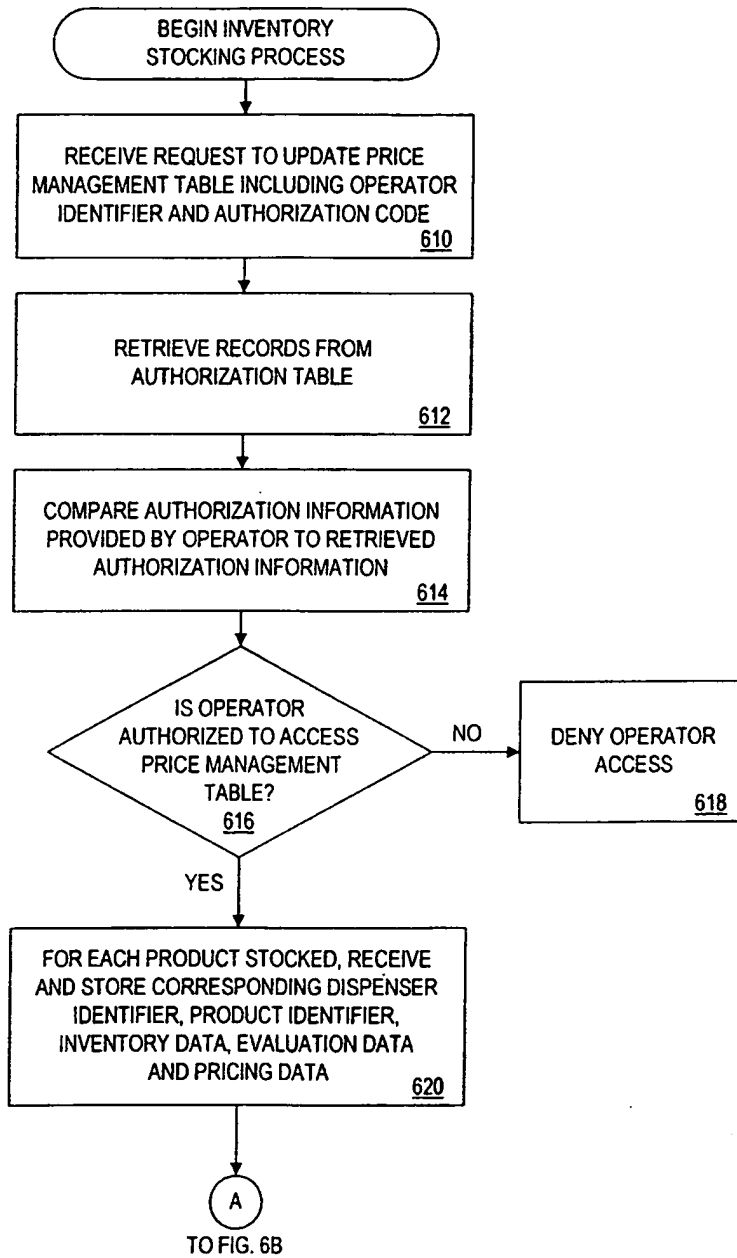 BEGIN INVENTORY
STOCKING PROCESS
RECEIVE REQUEST TO UPDATE PRICE
MANAGEMENT TABLE INCLUDING OPERATOR
IDENTIFIER AND AUTHORIZATION CODE
610
RETRIEVE RECORDS FROM
AUTHORIZATION TABLE
612
COMPARE AUTHORIZATION INFORMATION
PROVIDED BY OPERATOR TO RETRIEVED
AUTHORIZATION INFORMATION
614
IS OPERATOR
AUTHORIZED TO ACCESS
PRICE MANAGEMENT
TABLE?
616
NO
DENY OPERATOR
ACCESS
618
YES
FOR EACH PRODUCT STOCKED, RECEIVE
AND STORE CORRESPONDING DISPENSER
IDENTIFIER, PRODUCT IDENTIFIER,
INVENTORY DATA, EVALUATION DATA
AND PRICING DATA
620
A
TO FIG. 6B